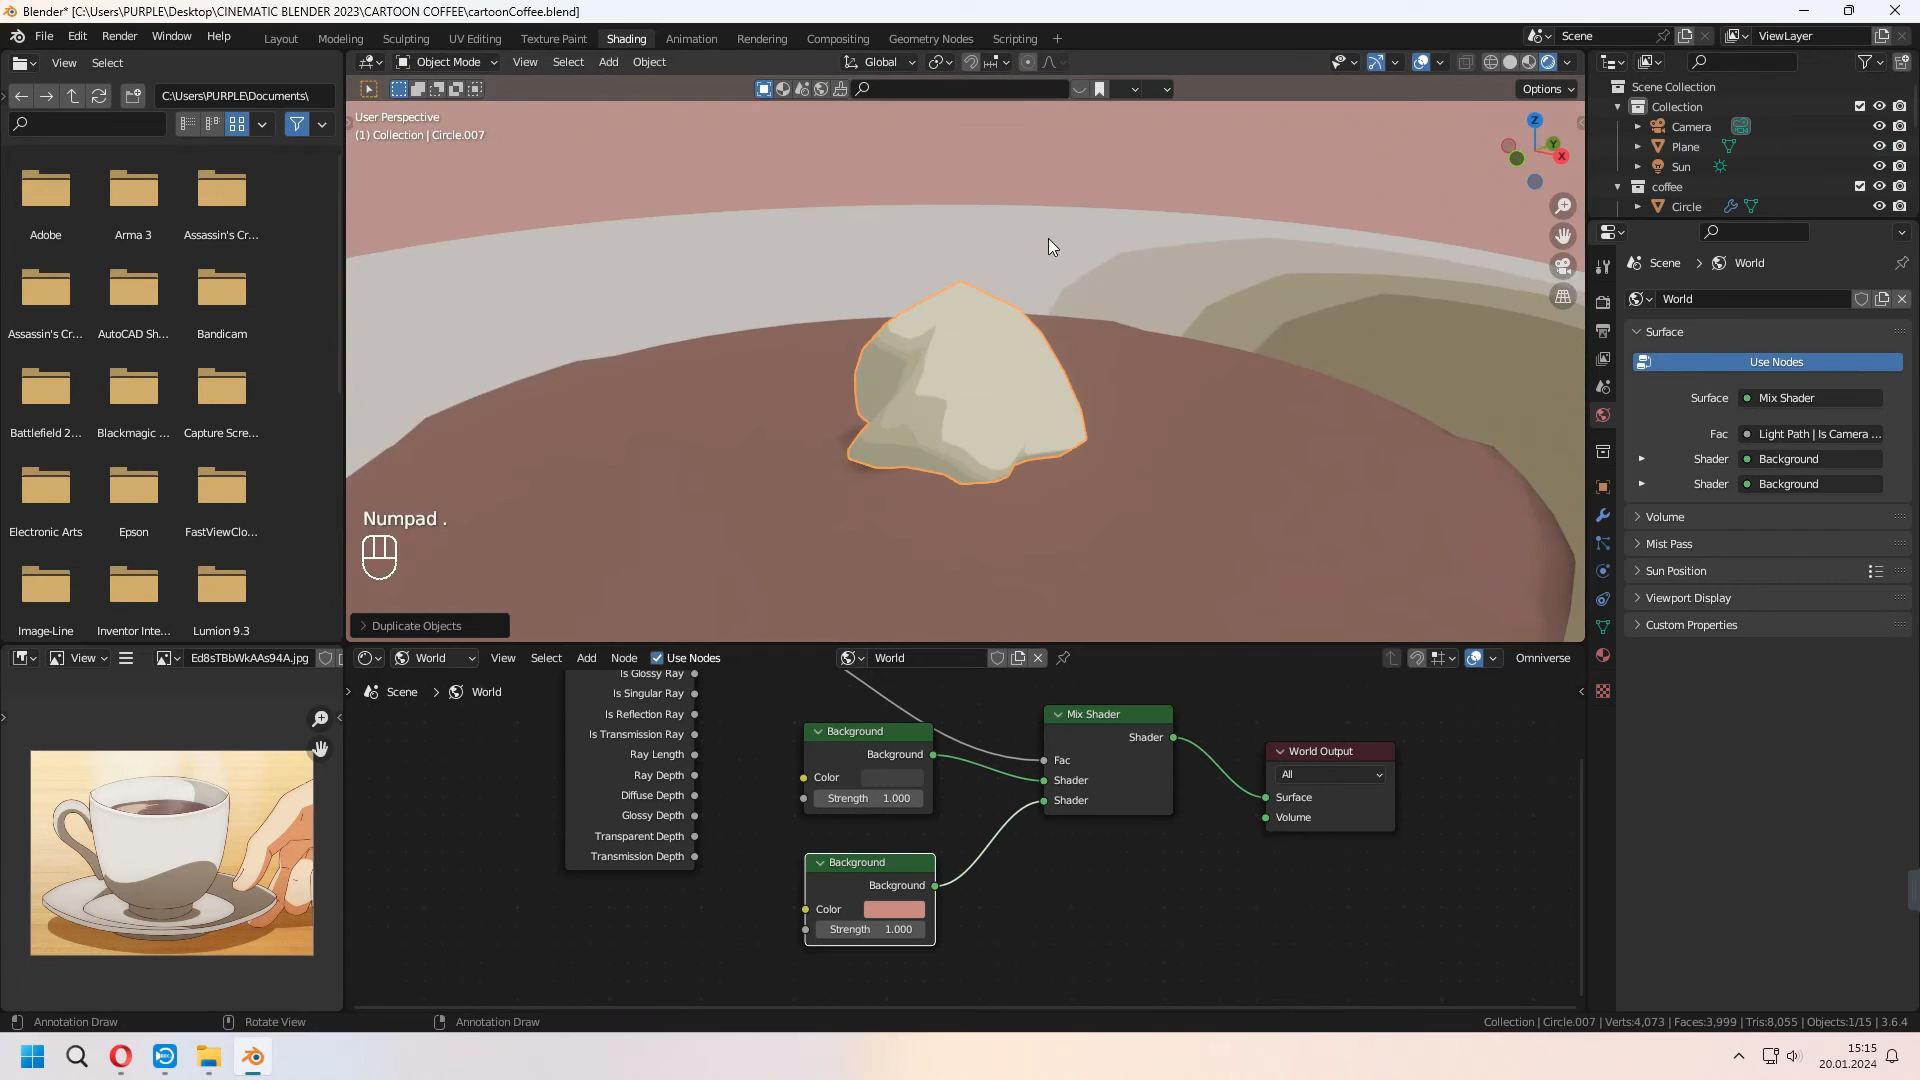 Blender* [C:\Users\PURPLE\Desktop\CINEMATIC BLENDER 2023\CARTOON COFFEE\cartoonCoffee.blend]
File Edit Render Window Help Layout Modeling Sculpting UV Editing Texture Paint Shading Animation Rendering Compositing Geometry Nodes Scripting + Scene ViewLayer
View Select
Object Mode View Select Add Object Global
C:\Users\PURPLE\Documents\
Options
User Perspective
(1) Collection | Circle.007
Z
Y
X
Scene Collection
Collection
Camera
Plane
Sun
coffee
Circle
Adobe Arma 3 Assassin's Cr...
Assassin's Cr... AutoCAD Sh... Bandicam
Battlefield 2... Blackmagic ... Capture Scre...
Electronic Arts Epson FastViewClo...
Image-Line Inventor Inte... Lumion 9.3
Numpad .
Duplicate Objects
Scene > World
World
Surface
Use Nodes
Surface Mix Shader
Fac Light Path | Is Camera ...
Shader Background
Shader Background
Volume
Mist Pass
Sun Position
Viewport Display
Custom Properties
View Ed8sTBbWkAAs94A.jpg
World View Select Add Node Use Nodes World Omniverse
Scene > World
Is Glossy Ray
Is Singular Ray
Is Reflection Ray
Is Transmission Ray
Ray Length
Ray Depth
Diffuse Depth
Glossy Depth
Transparent Depth
Transmission Depth
Background
Background
Color
Strength 1.000
Background
Background
Color
Strength 1.000
Mix Shader
Shader
Fac
Shader
Shader
World Output
All
Surface
Volume
Annotation Draw Rotate View Annotation Draw
Collection | Circle.007 | Verts:4,073 | Faces:3,999 | Tris:8,055 | Objects:1/15 | 3.6.4
15:15
20.01.2024